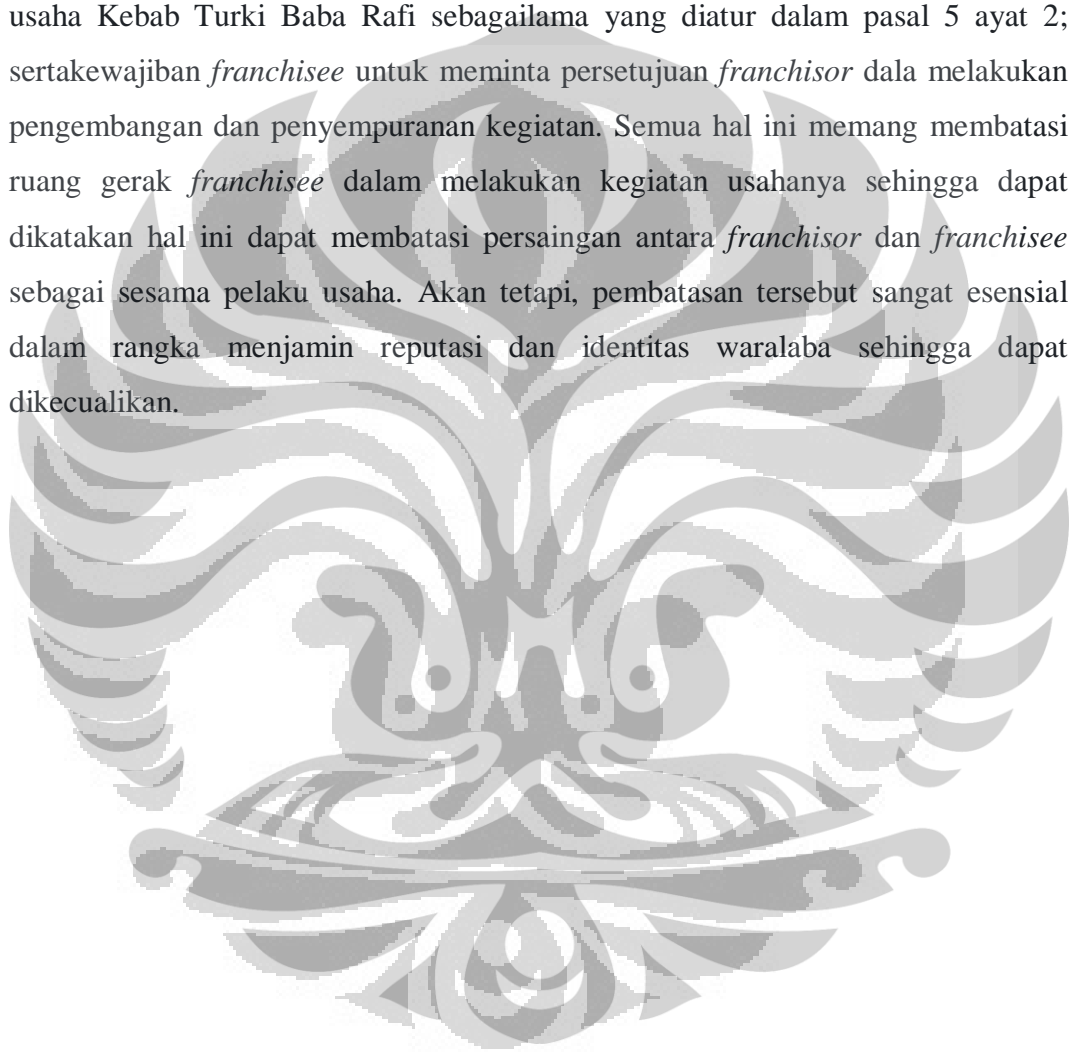 usaha Kebab Turki Baba Rafi sebagailama yang diatur dalam pasal 5 ayat 2;
sertakewajiban franchisee untuk meminta persetujuan franchisor dala melakukan
pengembangan dan penyempuranan kegiatan. Semua hal ini memang membatasi
ruang gerak franchisee dalam melakukan kegiatan usahanya sehingga dapat
dikatakan hal ini dapat membatasi persaingan antara franchisor dan franchisee
sebagai sesama pelaku usaha. Akan tetapi, pembatasan tersebut sangat esensial
dalam rangka menjamin reputasi dan identitas waralaba sehingga dapat
dikecualikan.